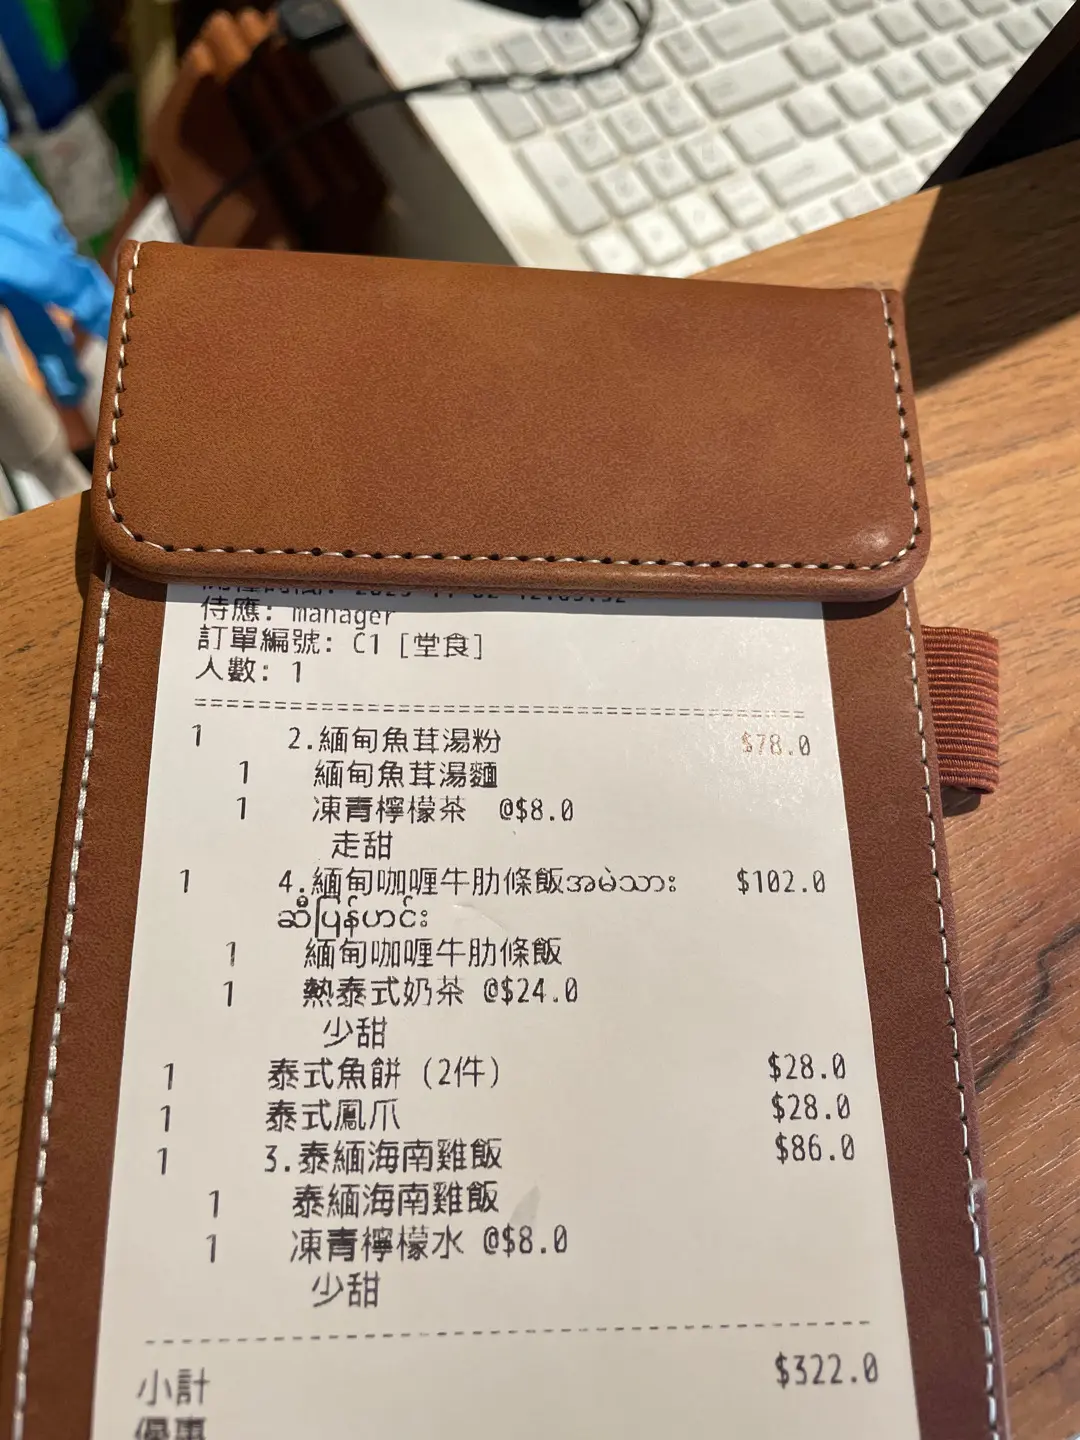 侍應: manager
訂單編號: C1 [堂食]
人數: 1
================================================
1 2.緬甸魚茸湯粉 $78.0
1 緬甸魚茸湯麵
1 凍青檸檬茶 @$8.0
走甜
1 4.緬甸咖喱牛肋條飯အမဲသား $102.0
ဆီပြန်ဟင်း
1 緬甸咖喱牛肋條飯
1 熱泰式奶茶 @$24.0
少甜
1 泰式魚餅 (2件) $28.0
1 泰式鳳爪 $28.0
1 3.泰緬海南雞飯 $86.0
1 泰緬海南雞飯
1 凍青檸檬水 @$8.0
少甜
------------------------------------------------
小計 $322.0
優惠